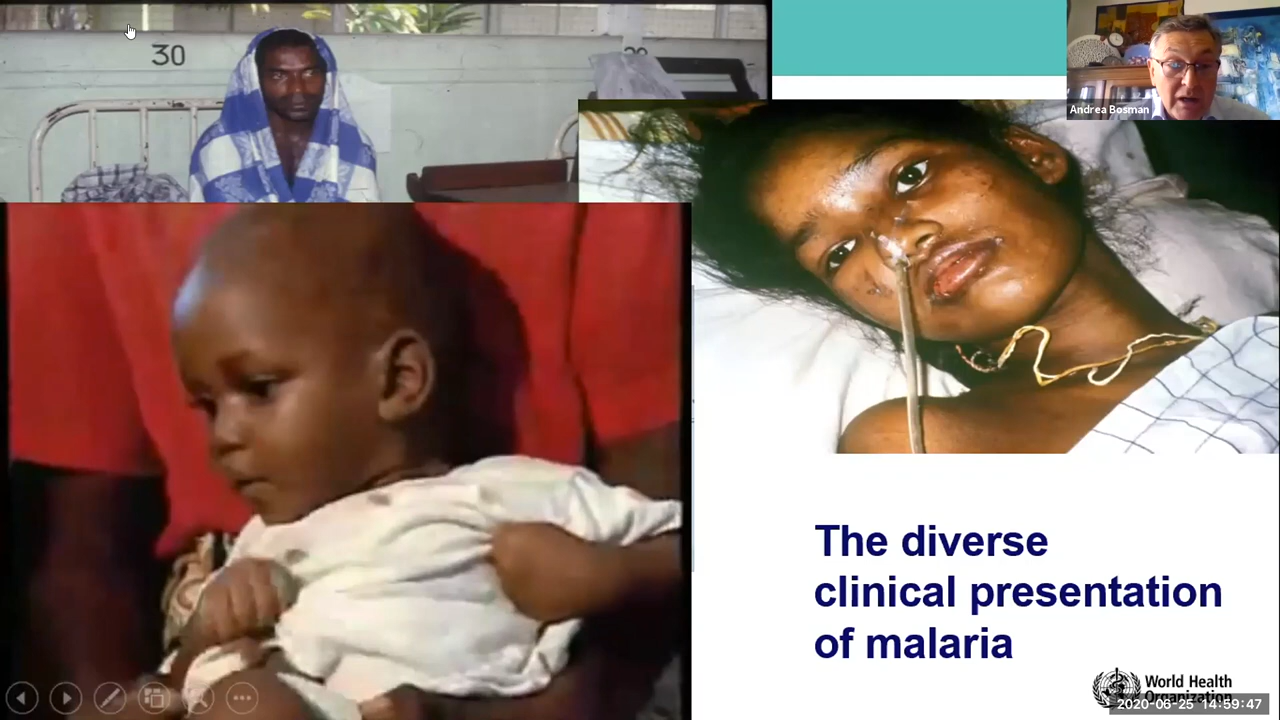 30
Andrea Bosman
The diverse
clinical presentation
of malaria
World Health
Organization
2020-06-25 14:59:47